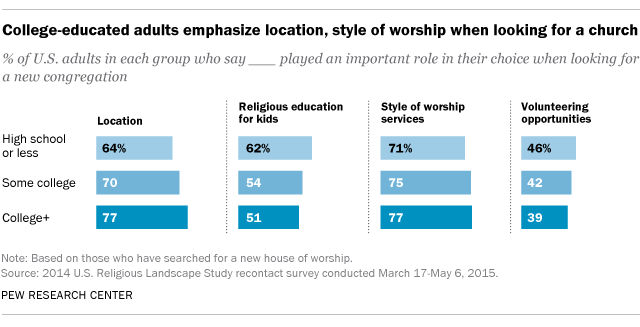 College-educated adults emphasize location, style of worship when looking for a church
% of U.S. adults in each group who say ___ played an important role in their choice when looking for
a new congregation
Location
Religious education
for kids
Style of worship
services
Volunteering
opportunities
High school
or less
64%
62%
71%
46%
Some college
70
54
75
42
College+
77
51
77
39
Note: Based on those who have searched for a new house of worship.
Source: 2014 U.S. Religious Landscape Study recontact survey conducted March 17-May 6, 2015.
PEW RESEARCH CENTER